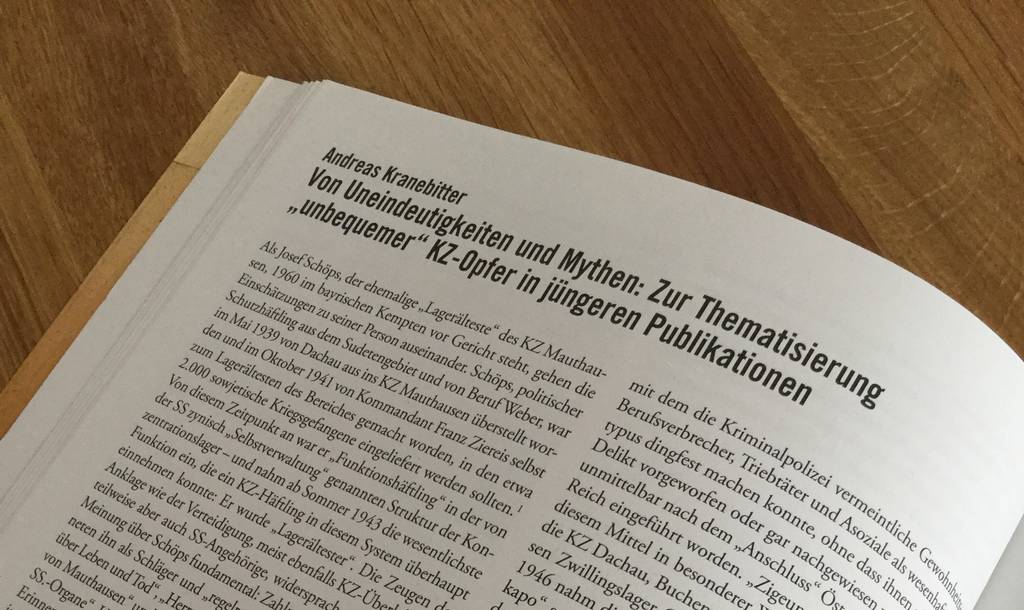 Andreas Kranebitter
Von Uneindeutigkeiten und Mythen: Zur Thematisierung
„unbequemer“ KZ-Opfer in jüngeren Publikationen
Als Josef Schöps, der ehemalige „Lagerälteste“ des KZ Mauthau-
sen, 1960 im bayrischen Kempten vor Gericht steht, gehen die
Einschätzungen zu seiner Person auseinander. Schöps, politischer
Schutzhäftling aus dem Sudetengebiet und von Beruf Weber, war
im Mai 1939 von Dachau aus ins KZ Mauthausen überstellt wor-
den und im Oktober 1941 von Kommandant Franz Ziereis selbst
zum Lagerältesten des Bereiches gemacht worden, in den etwa
2.000 sowjetische Kriegsgefangene eingeliefert werden sollten.1
Von diesem Zeitpunkt an war er „Funktionshäftling“ in der von
der SS zynisch „Selbstverwaltung“ genannten Struktur der Kon-
zentrationslager – und nahm ab Sommer 1943 die wesentlichste
Funktion ein, die ein KZ-Häftling in diesem System überhaupt
einnehmen konnte: Er wurde „Lagerältester“. Die Zeugen der
Anklage wie der Verteidigung, meist ebenfalls KZ-Überl
teilweise aber auch SS-Angehörige, widersprach
Meinung über Schöps fundamental: Zahl
neten ihn als Schläger und „regel
über Leben und Tod“, „Herr
von Mauthausen“ und
SS-Organe“.
Erinner
mit dem die Kriminalpolizei vermeintliche Gewohnheits
Berufsverbrecher, Triebtäter und Asoziale als wesenha
typus dingfest machen konnte, ohne dass ihnen
Delikt vorgeworfen oder gar nachgewiesen
unmittelbar nach dem „Anschluss“ Öst
Reich eingeführt worden. „Zigeun
diesem Mittel in besonderer W
die KZ Dachau, Buchen
sen Zwillingslager
1946 nahm di
kapo“